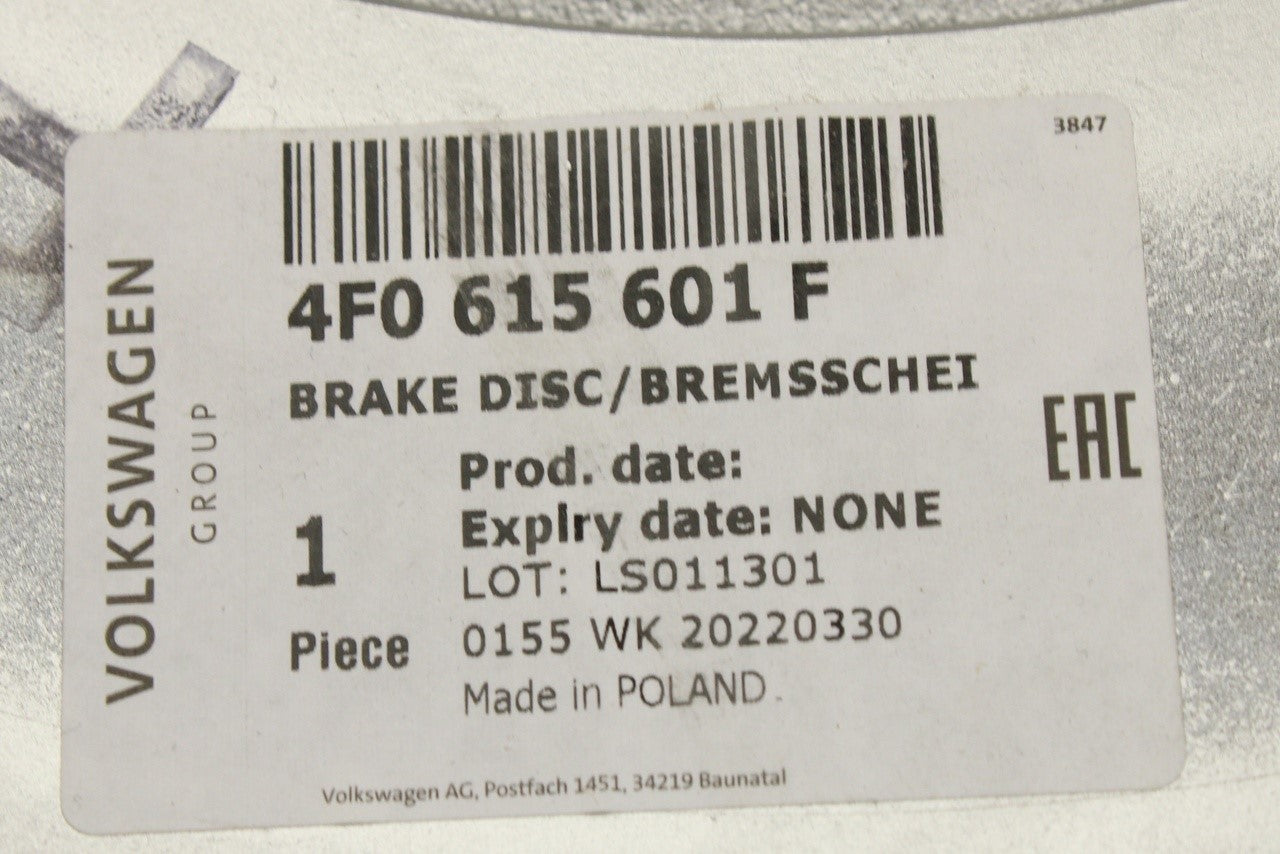 3847
4F0 615 601 F
BRAKE DISC/BREMSSCHEI
EAC
Prod. date:
Expiry date: NONE
1
LOT: LS011301
Piece
0155 WK 20220330
Made in POLAND
Volkswagen AG, Postfach 1451, 34219 Baunatal
VOLKSWAGEN
GROUP